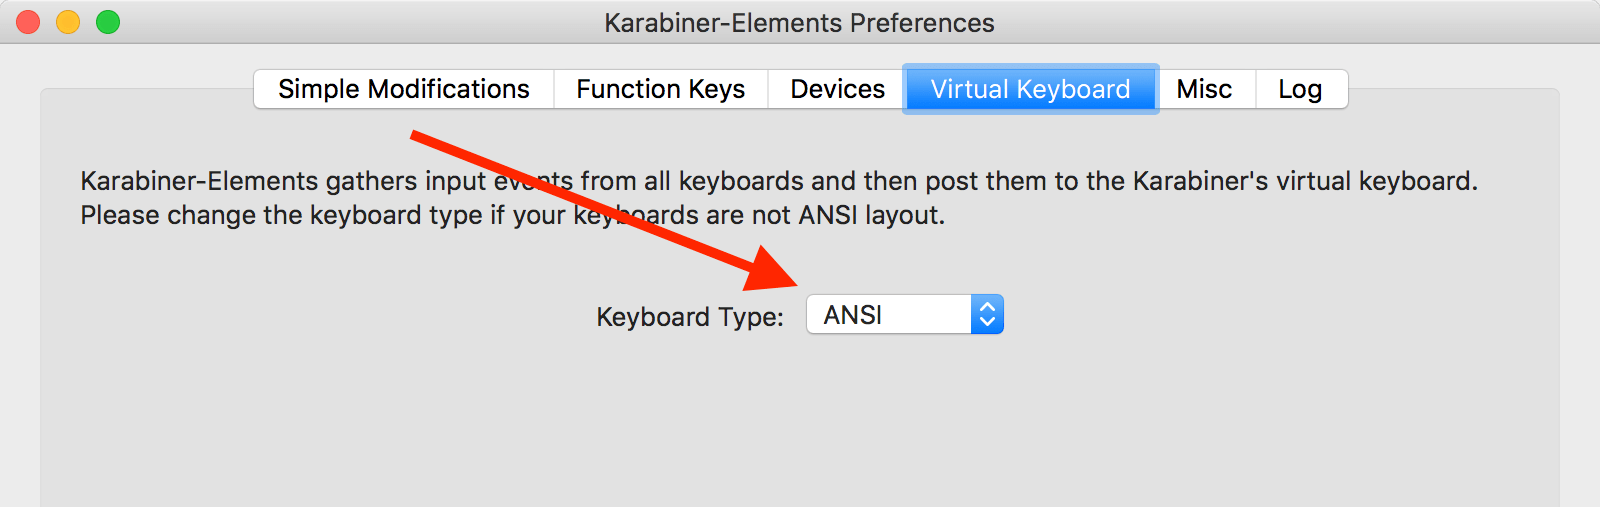 Karabiner-Elements Preferences
Simple Modifications Function Keys Devices Virtual Keyboard Misc Log
Karabiner-Elements gathers input events from all keyboards and then post them to the Karabiner's virtual keyboard.
Please change the keyboard type if your keyboards are not ANSI layout.
Keyboard Type: ANSI